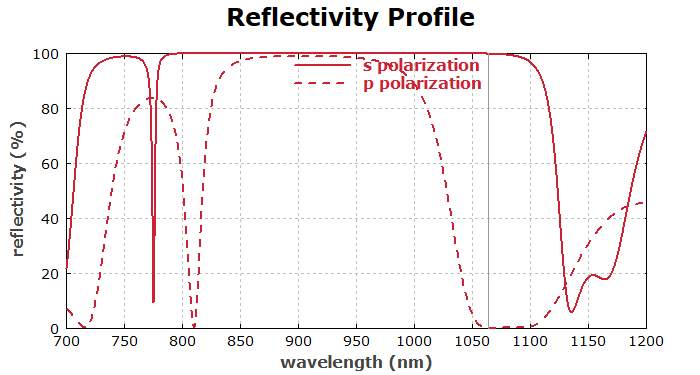 Reflectivity Profile
100
80
60
40
20
0
reflectivity (%)
s polarization
p polarization
700 750 800 850 900 950 1000 1050 1100 1150 1200
wavelength (nm)